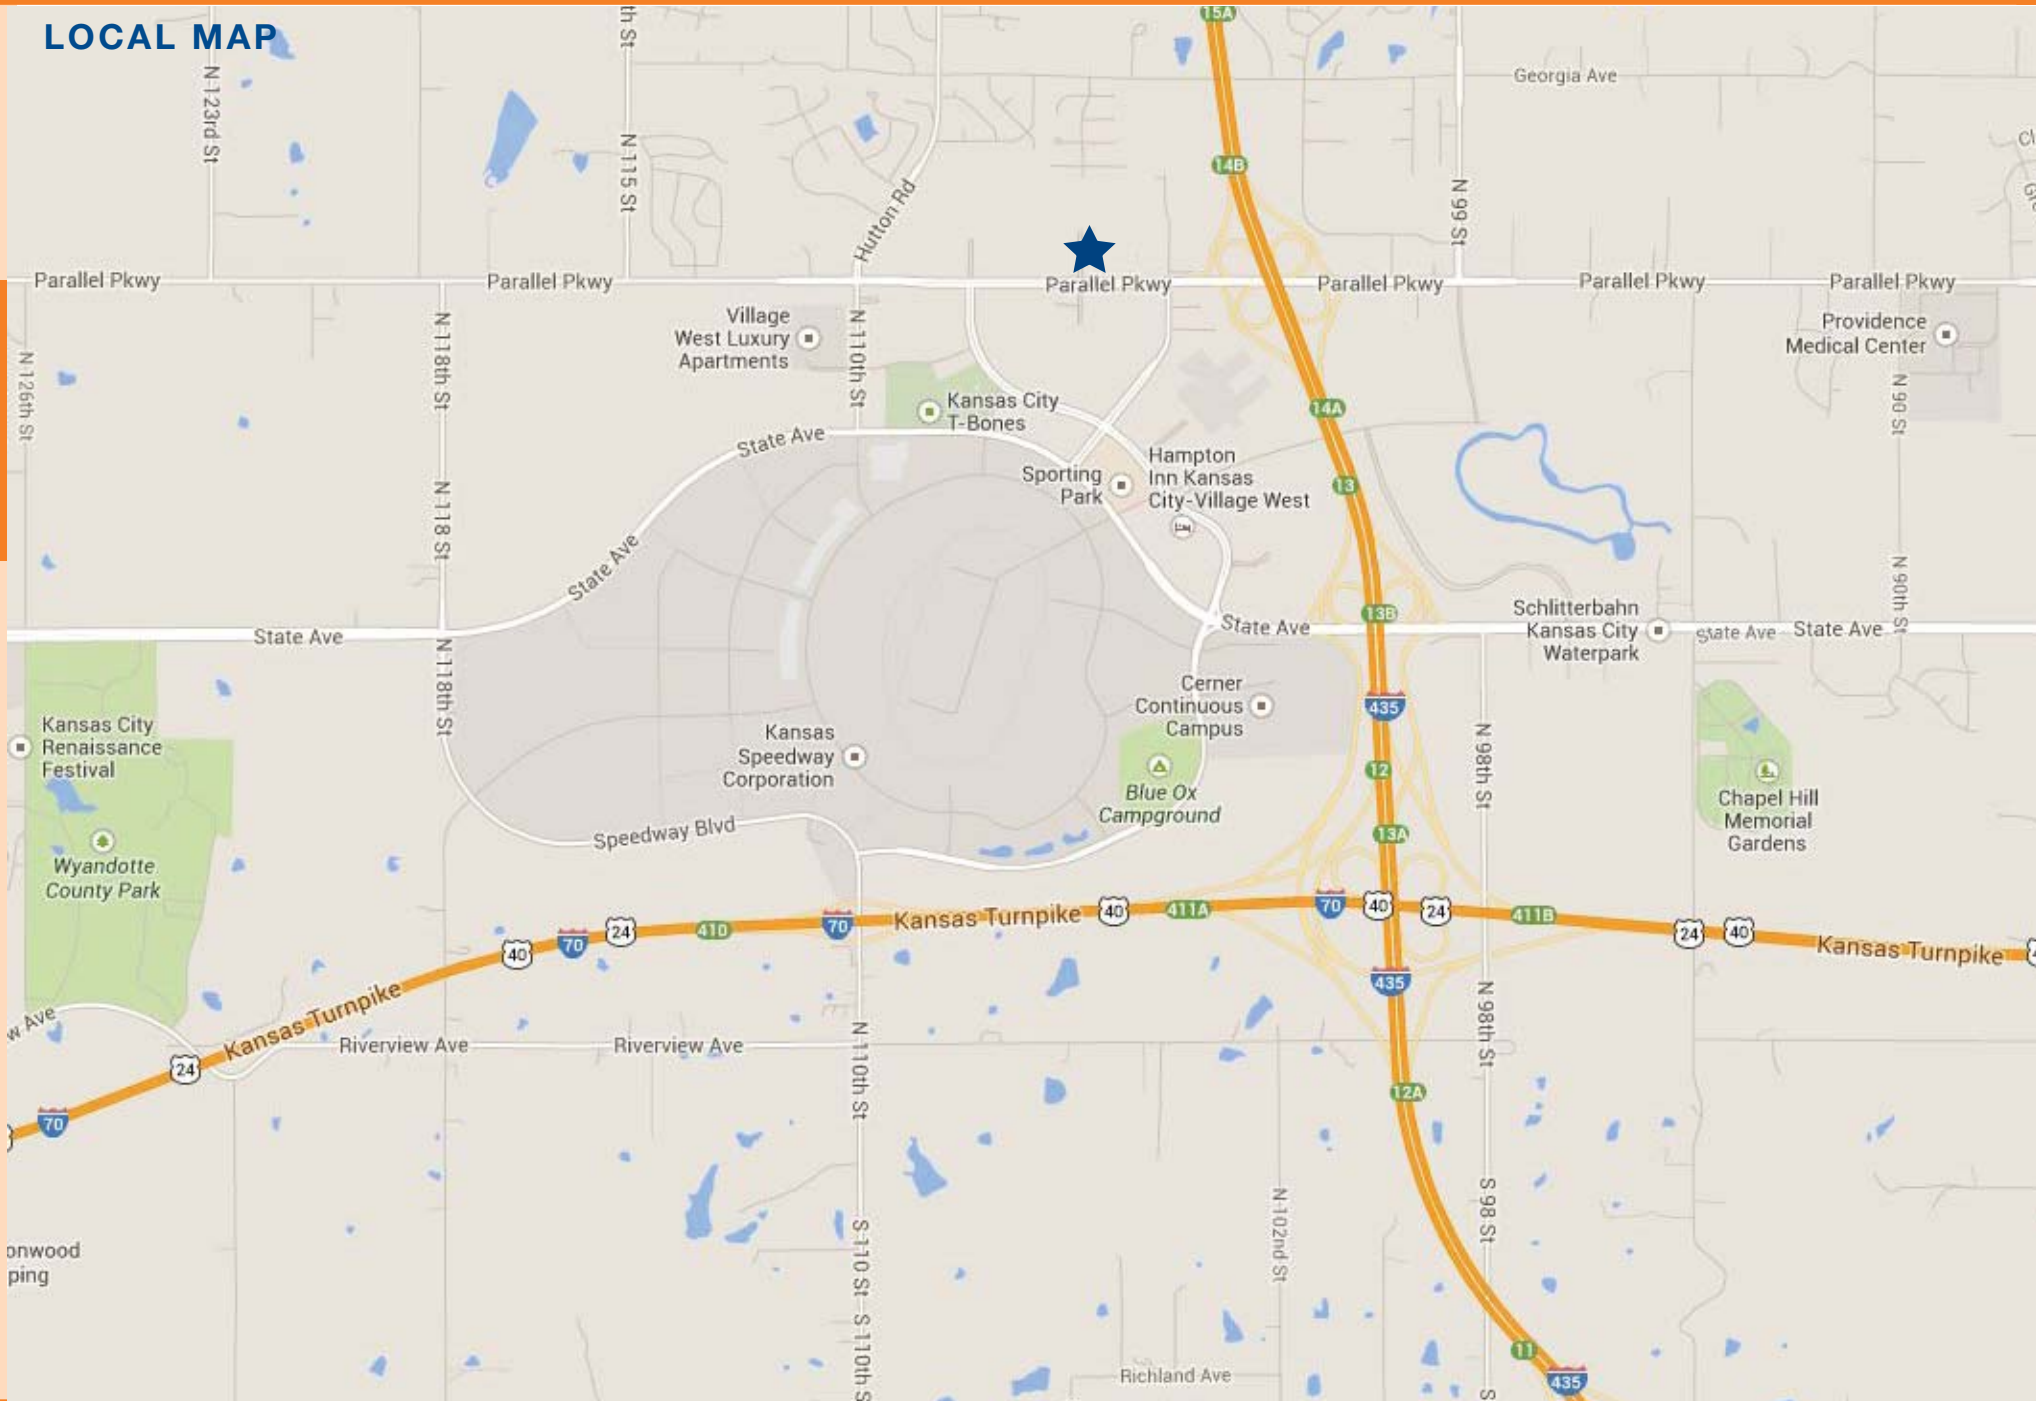 LOCAL MAP
15A
th St
Georgia Ave
N 123rd St
N 115 St
14B
Hutton Rd
N 99 St
Parallel Pkwy
Parallel Pkwy
Parallel Pkwy
Parallel Pkwy
Parallel Pkwy
Parallel Pkwy
Village
West Luxury
Apartments
N 110th St
Providence
Medical Center
N 126th St
N 118th St
N 90 St
Kansas City
T-Bones
14A
State Ave
Sporting
Park
Hampton
Inn Kansas
City-Village West
13
N 118 St
State Ave
N 90th St
13B
State Ave
State Ave
Schlitterbahn
Kansas City
Waterpark
State Ave
State Ave
N 118th St
Kansas City
Renaissance
Festival
Cerner
Continuous
Campus
435
Kansas
Speedway
Corporation
12
N 98th St
Blue Ox
Campground
Chapel Hill
Memorial
Gardens
Speedway Blvd
13A
Wyandotte
County Park
40
70
24
410
70
Kansas Turnpike
40
411A
70
40
24
411B
24
40
Kansas Turnpike
435
w Ave
Kansas Turnpike
24
Riverview Ave
Riverview Ave
N 110th St
N 98th St
70
12A
N 102nd St
S 98 St
onwood
ping
S 110 St
S 110th S
11
Richland Ave
435
S